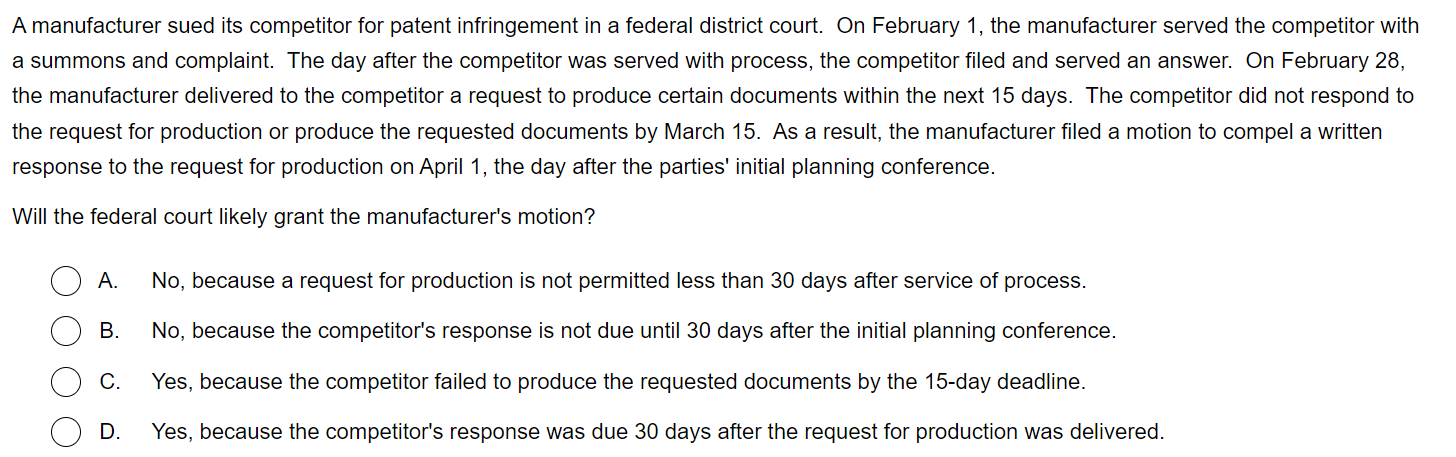 A manufacturer sued its competitor for patent infringement in a federal district court.  On February 1, the manufacturer served the competitor with
a summons and complaint.  The day after the competitor was served with process, the competitor filed and served an answer.  On February 28,
the manufacturer delivered to the competitor a request to produce certain documents within the next 15 days.  The competitor did not respond to
the request for production or produce the requested documents by March 15.  As a result, the manufacturer filed a motion to compel a written
response to the request for production on April 1, the day after the parties' initial planning conference.
Will the federal court likely grant the manufacturer's motion?
A. No, because a request for production is not permitted less than 30 days after service of process.
B. No, because the competitor's response is not due until 30 days after the initial planning conference.
C. Yes, because the competitor failed to produce the requested documents by the 15-day deadline.
D. Yes, because the competitor's response was due 30 days after the request for production was delivered.